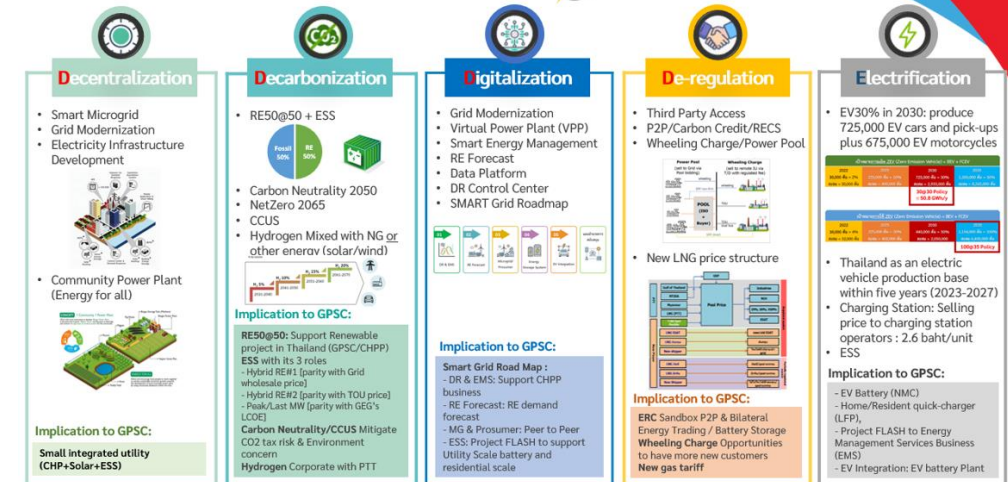 Decentralization
• Smart Microgrid
• Grid Modernization
• Electricity Infrastructure
Development
• Community Power Plant
(Energy for all)
Implication to GPSC:
Small integrated utility
(CHP+Solar+ESS)
CO2
Decarbonization
• RE50@50 + ESS
Fossil
50%
RE
50%
• Carbon Neutrality 2050
• NetZero 2065
• CCUS
• Hydrogen Mixed with NG or
other energy (solar/wind)
Implication to GPSC:
RE50@50: Support Renewable
project in Thailand (GPSC/CHPP)
ESS with its 3 roles
- Hybrid RE#1 [parity with Grid
wholesale price]
- Hybrid RE#2 [parity with TOU price]
- Peak/Last MW [parity with GEG's
LCOE]
Carbon Neutrality/CCUS Mitigate
CO2 tax risk & Environment
concern
Hydrogen Corporate with PTT
Digitalization
• Grid Modernization
• Virtual Power Plant (VPP)
• Smart Energy Management
• RE Forecast
• Data Platform
• DR Control Center
• SMART Grid Roadmap
Implication to GPSC:
Smart Grid Road Map :
- DR & EMS: Support CHPP
business
- RE Forecast: RE demand
forecast
- MG & Prosumer: Peer to Peer
- ESS: Project FLASH to support
Utility Scale battery and
residential scale
De-regulation
• Third Party Access
• P2P/Carbon Credit/RECS
• Wheeling Charge/Power Pool
Power Pool
Wheeling Charge
POOL
• New LNG price structure
Pool Price
Implication to GPSC:
ERC Sandbox P2P & Bilateral
Energy Trading / Battery Storage
Wheeling Charge Opportunities
to have more new customers
New gas tariff
Electrification
• EV30% in 2030: produce
725,000 EV cars and pick-ups
plus 675,000 EV motorcycles
30@30 Policy
100@35 Policy
• Thailand as an electric
vehicle production base
within five years (2023-2027)
• Charging Station: Selling
price to charging station
operators : 2.6 baht/unit
• ESS
Implication to GPSC:
- EV Battery (NMC)
- Home/Resident quick-charger
(LFP),
- Project FLASH to Energy
Management Services Business
(EMS)
- EV Integration: EV battery Plant